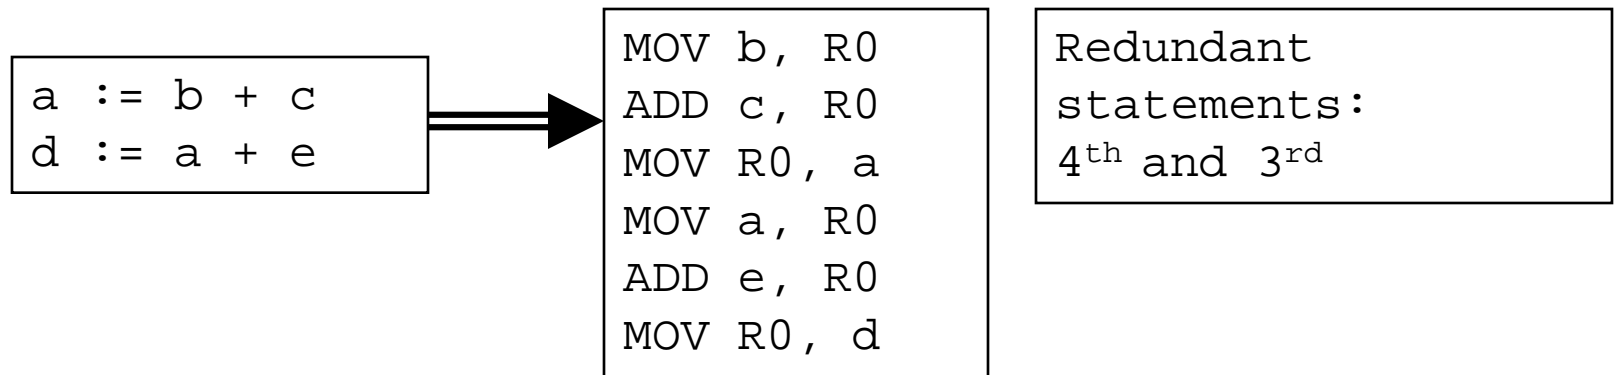 a := b + c
d := a + e
MOV b, R0
ADD c, R0
MOV R0, a
MOV a, R0
ADD e, R0
MOV R0, d
Redundant
statements:
4th and 3rd